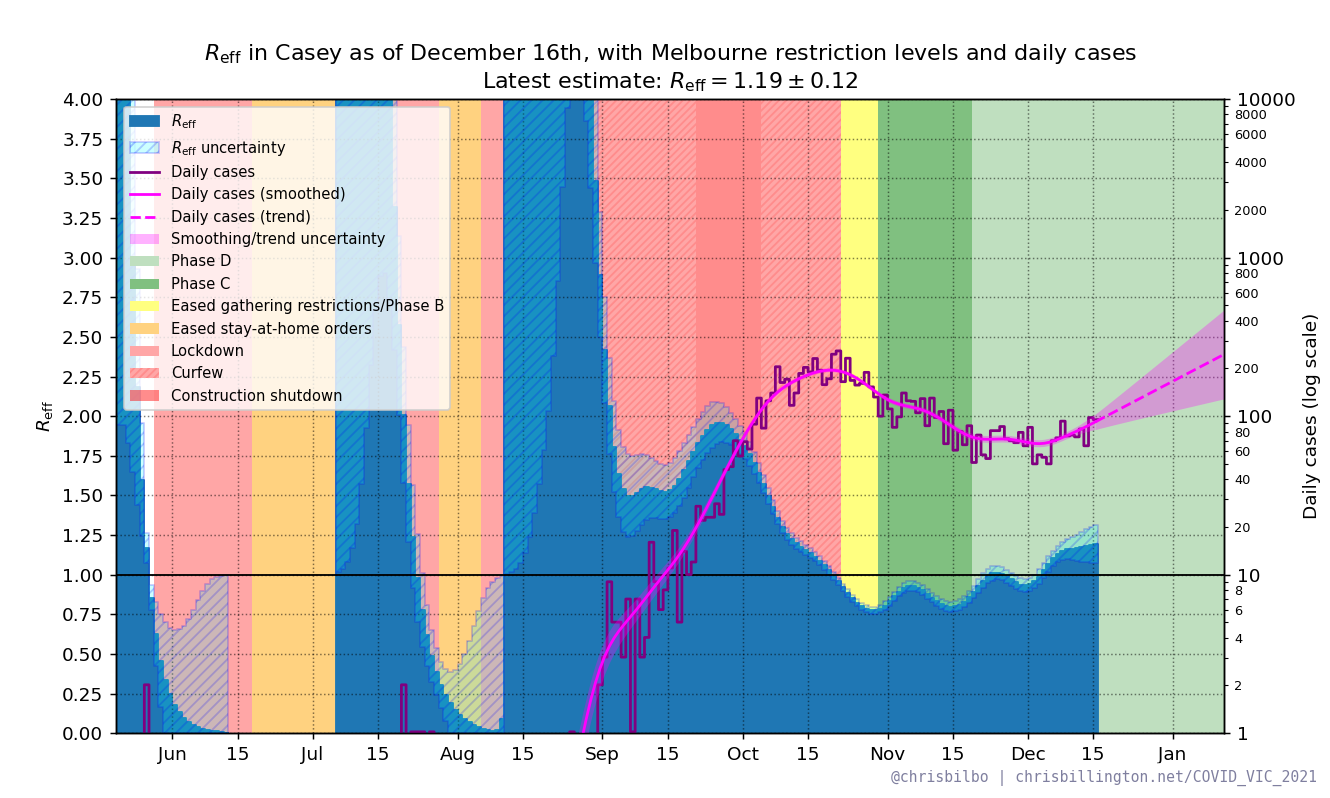 Reff in Casey as of December 16th, with Melbourne restriction levels and daily cases
Latest estimate: Reff = 1.19 ± 0.12
Reff
Reff uncertainty
Daily cases
Daily cases (smoothed)
Daily cases (trend)
Smoothing/trend uncertainty
Phase D
Phase C
Eased gathering restrictions/Phase B
Eased stay-at-home orders
Lockdown
Curfew
Construction shutdown
Reff
4.00
3.75
3.50
3.25
3.00
2.75
2.50
2.25
2.00
1.75
1.50
1.25
1.00
0.75
0.50
0.25
0.00
10000
8000
6000
4000
2000
1000
800
600
400
200
100
80
60
40
20
10
8
6
4
2
1
Daily cases (log scale)
Jun 15 Jul 15 Aug 15 Sep 15 Oct 15 Nov 15 Dec 15 Jan
@chrisbilbo | chrisbillington.net/COVID_VIC_2021